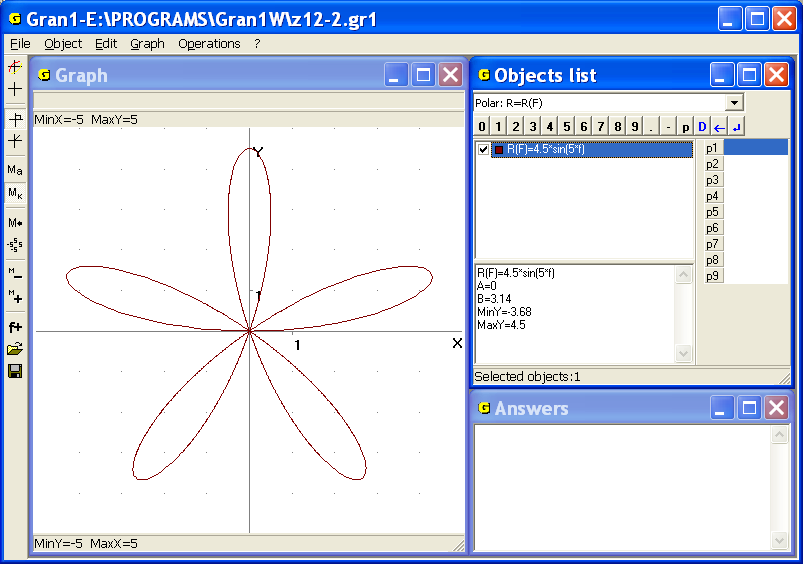 Gran1-E:\PROGRAMS\Gran1W\z12-2.gr1
File Object Edit Graph Operations ?
Graph
MinX=-5 MaxY=5
Y
1
1
X
MinY=-5 MaxX=5
Ma
Mк
M
M
M
f+
Objects list
Polar: R=R(F)
0 1 2 3 4 5 6 7 8 9 . - p D
R(F)=4.5*sin(5*f)
p1
p2
p3
p4
p5
p6
p7
p8
p9
R(F)=4.5*sin(5*f)
A=0
B=3.14
MinY=-3.68
MaxY=4.5
Selected objects:1
Answers